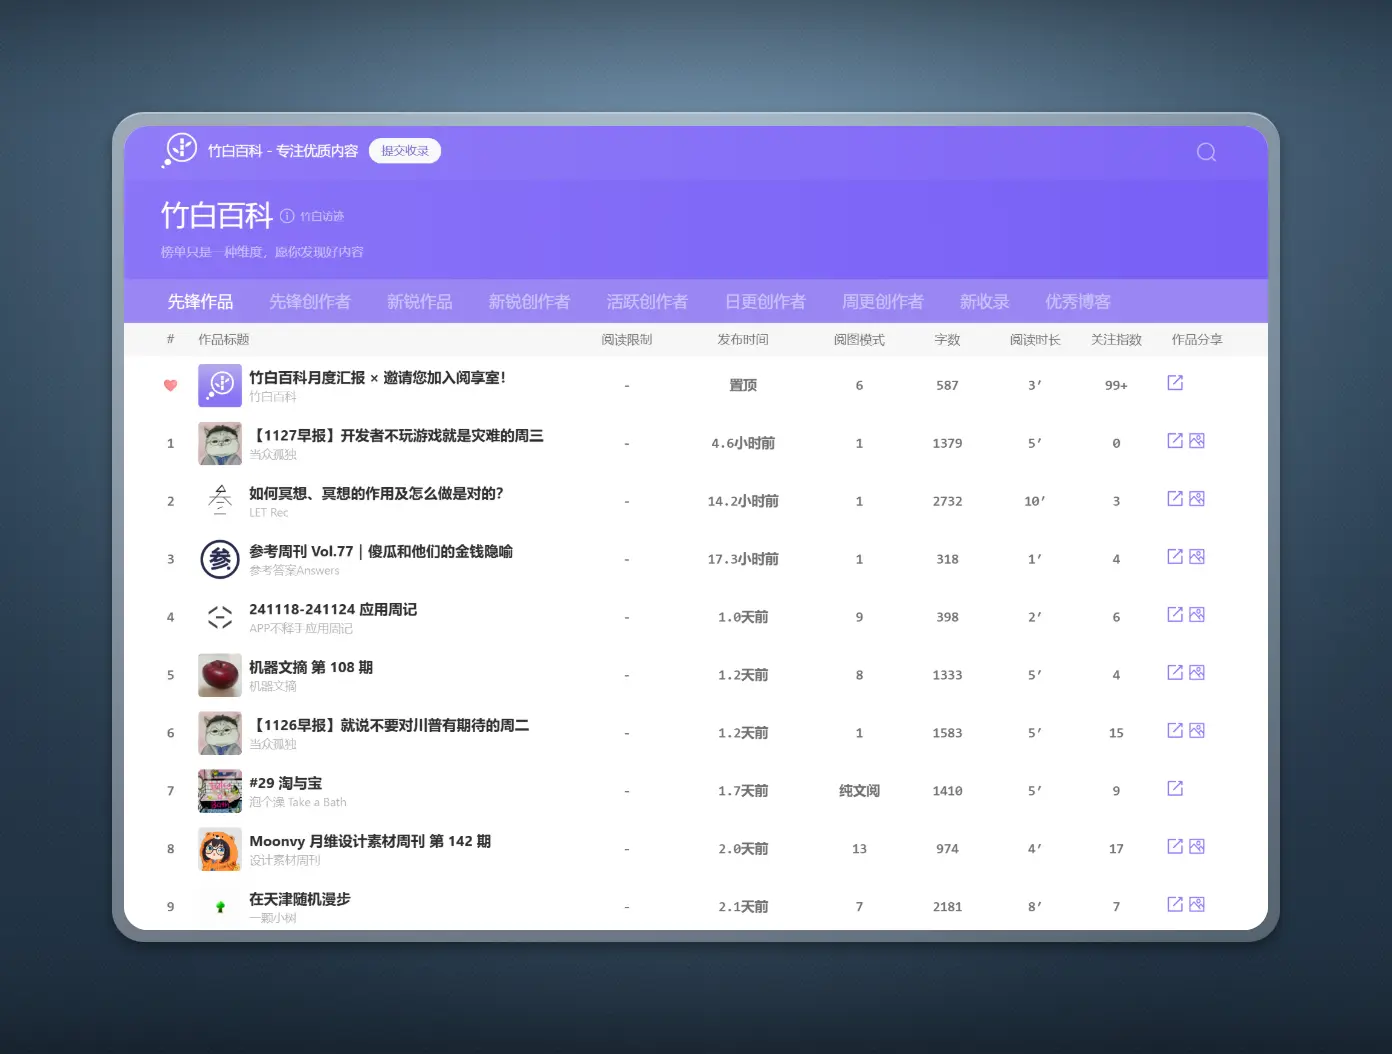 竹白百科 - 专注优质内容 提交收录
竹白百科 竹白访迹
榜单只是一种维度，愿你发现好内容
先锋作品 先锋创作者 新锐作品 新锐创作者 活跃创作者 日更创作者 周更创作者 新收录 优秀博客
# 作品标题 阅读限制 发布时间 阅图模式 字数 阅读时长 关注指数 作品分享
竹白百科月度汇报 × 邀请您加入阅享室！ - 置顶 6 587 3′ 99+
竹白百科
1 【1127早报】开发者不玩游戏就是灾难的周三 - 4.6小时前 1 1379 5′ 0
当众孤独
2 如何冥想、冥想的作用及怎么做是对的？ - 14.2小时前 1 2732 10′ 3
LET Rec
3 参考周刊 Vol.77｜傻瓜和他们的金钱隐喻 - 17.3小时前 1 318 1′ 4
参考答案Answers
4 241118-241124 应用周记 - 1.0天前 9 398 2′ 6
APP不释手应用周记
5 机器文摘 第 108 期 - 1.2天前 8 1333 5′ 4
机器文摘
6 【1126早报】就说不要对川普有期待的周二 - 1.2天前 1 1583 5′ 15
当众孤独
7 #29 淘与宝 - 1.7天前 纯文阅 1410 5′ 9
泡个澡 Take a Bath
8 Moonvy 月维设计素材周刊 第 142 期 - 2.0天前 13 974 4′ 17
设计素材周刊
9 在天津随机漫步 - 2.1天前 7 2181 8′ 7
一颗小树